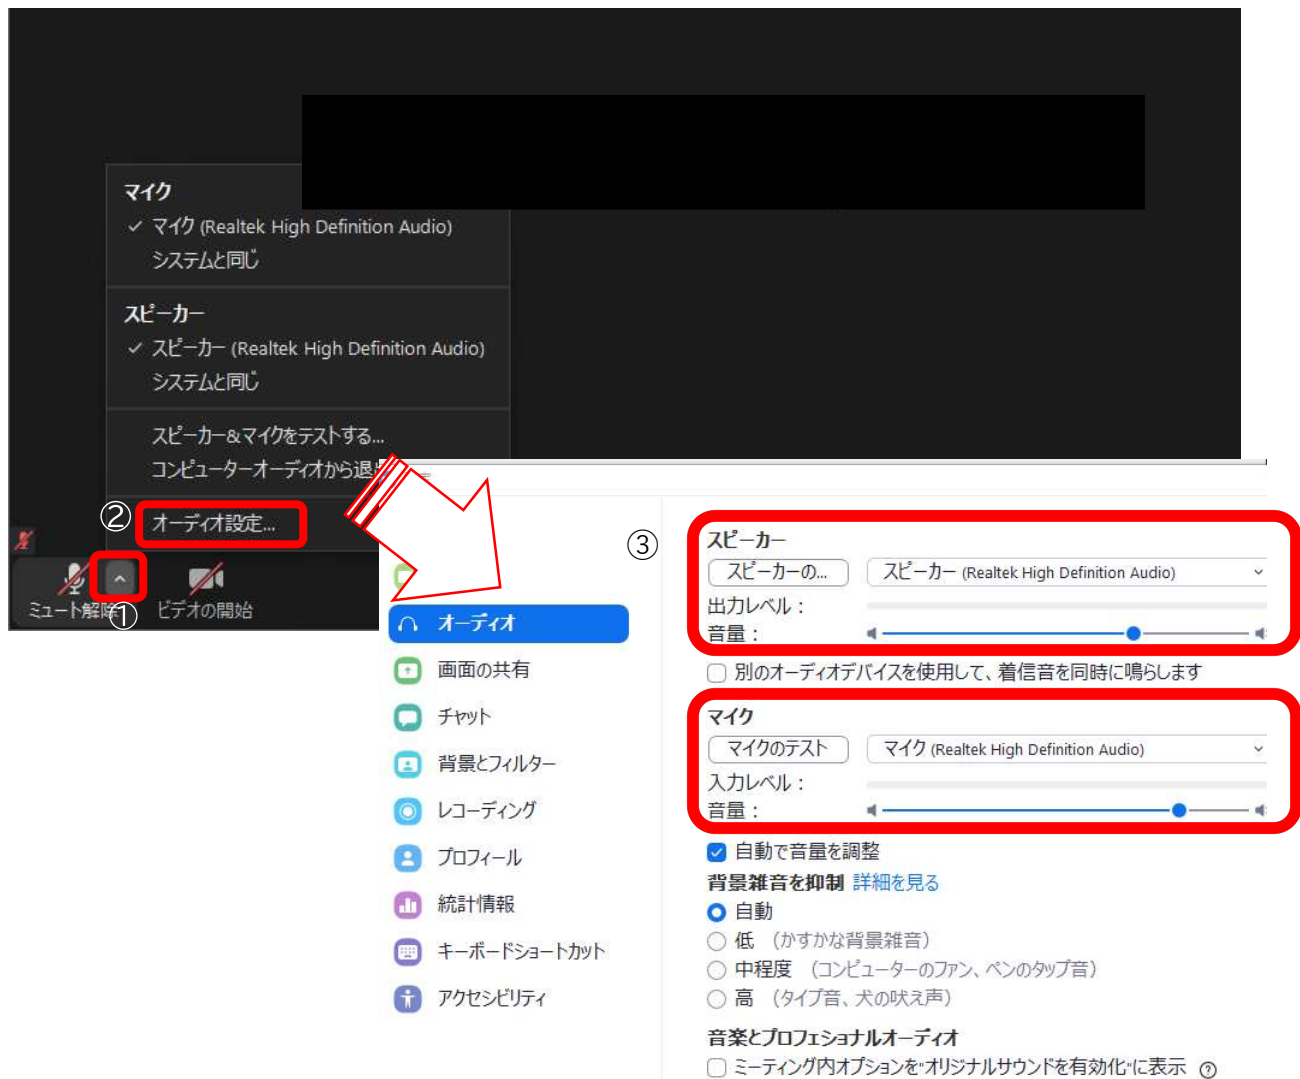 マイク
マイク (Realtek High Definition Audio)
システムと同じ
スピーカー
スピーカー (Realtek High Definition Audio)
システムと同じ
スピーカー&マイクをテストする...
コンピューターオーディオから退
② オーディオ設定...
ミュート解除
①
ビデオの開始
オーディオ
画面の共有
チャット
背景とフィルター
レコーディング
プロフィール
統計情報
キーボードショートカット
アクセシビリティ
③
スピーカー
スピーカーの... スピーカー (Realtek High Definition Audio)
出力レベル：
音量：
別のオーディオデバイスを使用して、着信音を同時に鳴らします
マイク
マイクのテスト マイク (Realtek High Definition Audio)
入力レベル：
音量：
自動で音量を調整
背景雑音を抑制 詳細を見る
自動
低 （かすかな背景雑音）
中程度 （コンピューターのファン、ペンのタップ音）
高 （タイプ音、犬の吠え声）
音楽とプロフェショナルオーディオ
ミーティング内オプションを"オリジナルサウンドを有効化"に表示